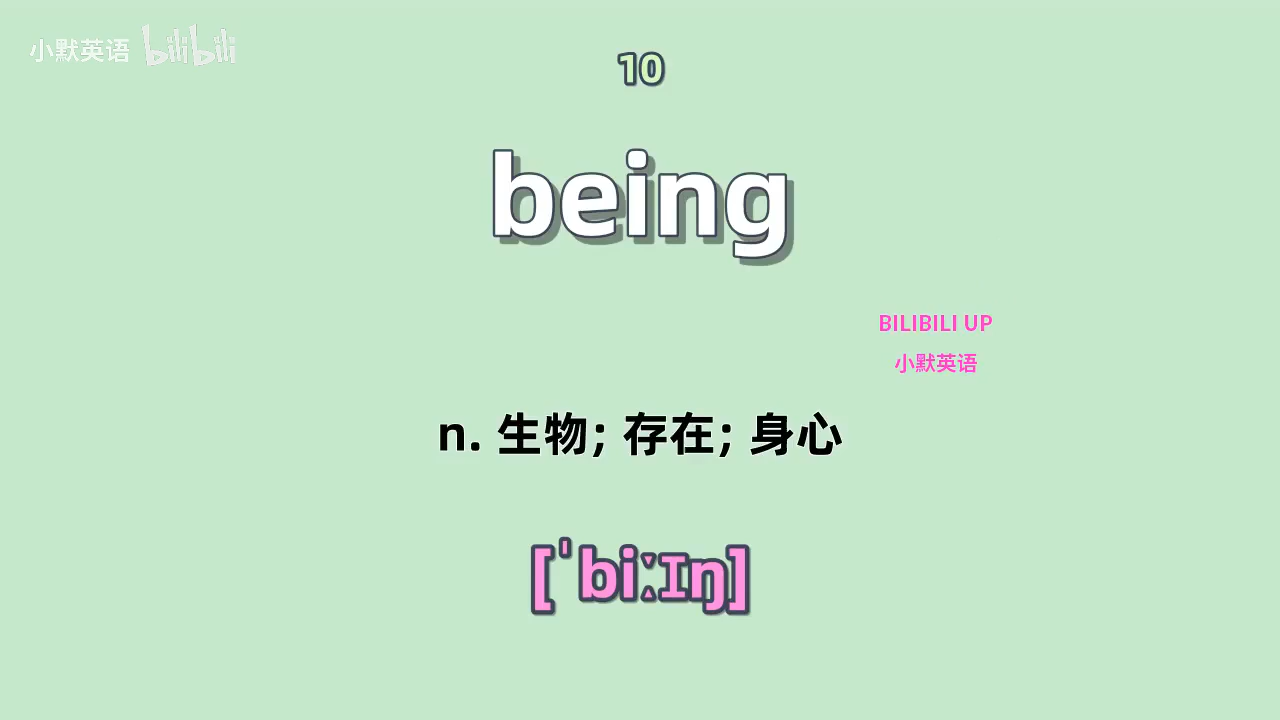 小默英语 bilibili
10
being
BILIBILI UP
小默英语
n. 生物; 存在; 身心
[ˈbiːɪŋ]